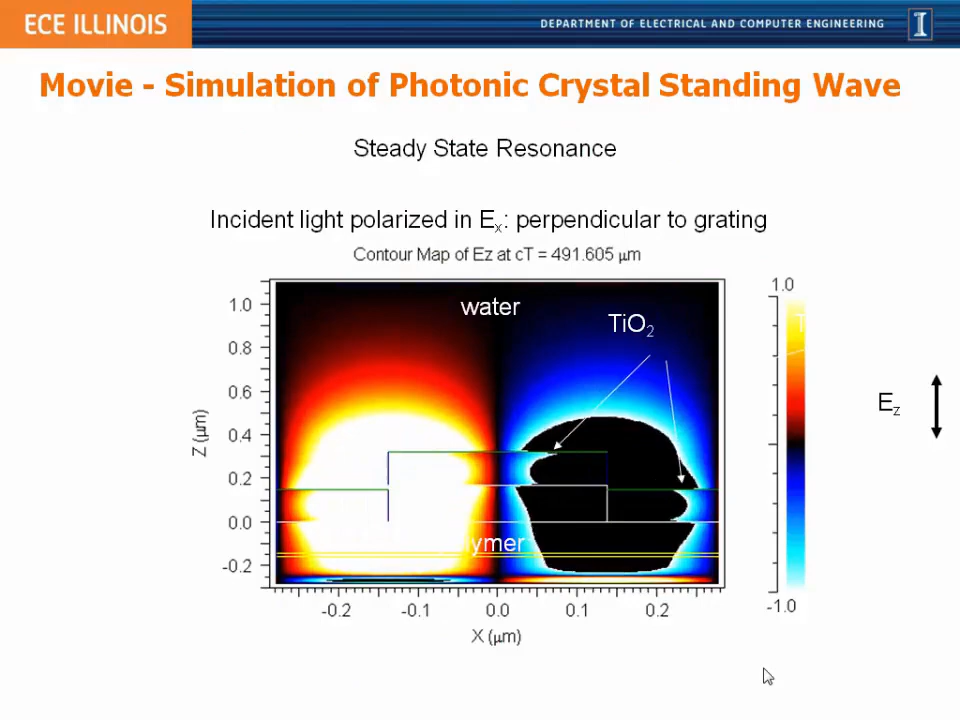 ECE ILLINOIS
DEPARTMENT OF ELECTRICAL AND COMPUTER ENGINEERING
I
Movie - Simulation of Photonic Crystal Standing Wave
Steady State Resonance
Incident light polarized in Ex: perpendicular to grating
Contour Map of Ez at cT = 491.605 μm
water
TiO2
1.0
0.8
0.6
0.4
0.2
0.0
-0.2
Z (μm)
-0.2 -0.1 0.0 0.1 0.2
X (μm)
1.0
-1.0
Ez